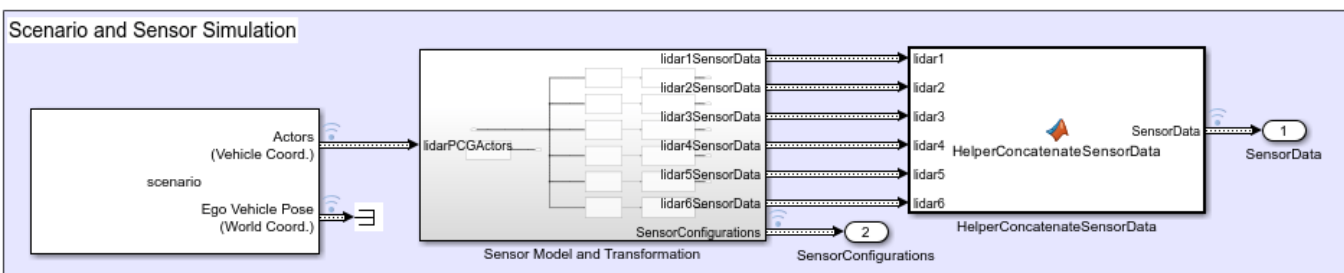 Scenario and Sensor Simulation
Actors
(Vehicle Coord.)
scenario
Ego Vehicle Pose
(World Coord.)
lidarPCGActors
lidar1SensorData
lidar2SensorData
lidar3SensorData
lidar4SensorData
lidar5SensorData
lidar6SensorData
SensorConfigurations
Sensor Model and Transformation
2
SensorConfigurations
lidar1
lidar2
lidar3
lidar4
lidar5
lidar6
HelperConcatenateSensorData
SensorData
HelperConcatenateSensorData
1
SensorData